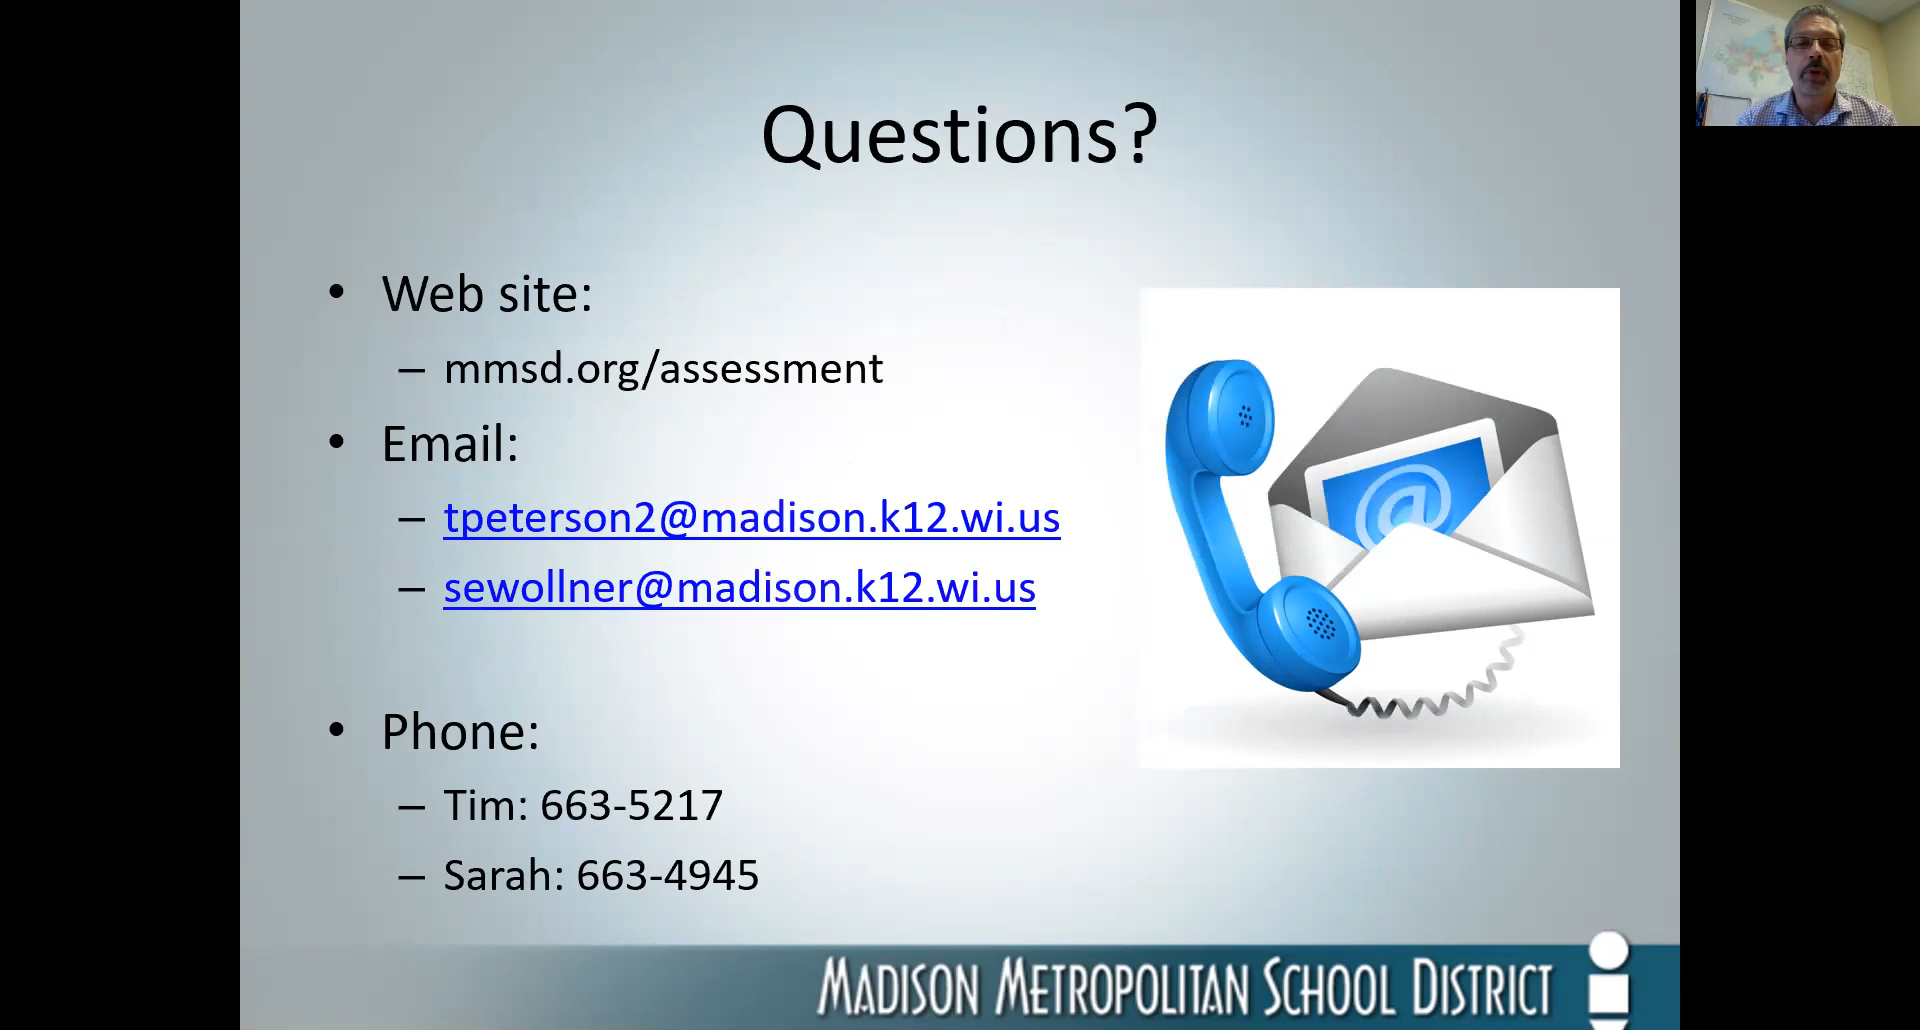 Questions?
• Web site:
– mmsd.org/assessment
• Email:
– tpeterson2@madison.k12.wi.us
– sewollner@madison.k12.wi.us
• Phone:
– Tim: 663-5217
– Sarah: 663-4945
@
MADISON METROPOLITAN SCHOOL DISTRICT